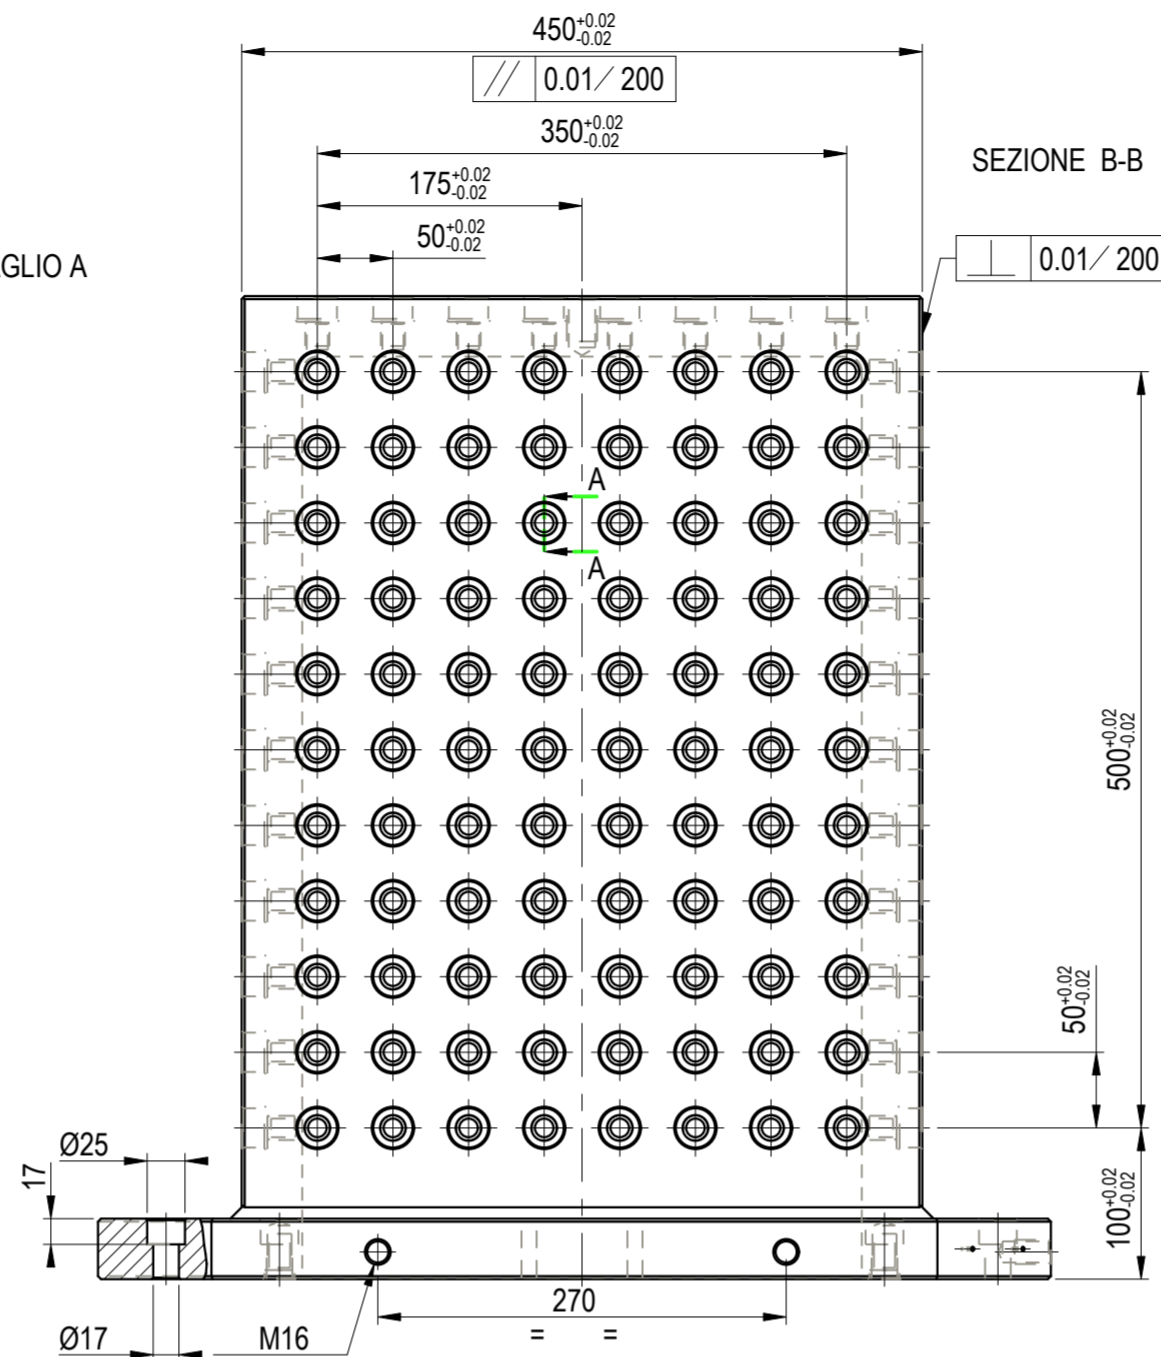 450 +0.02 -0.02
// 0.01/ 200
350 +0.02 -0.02
SEZIONE B-B
175 +0.02 -0.02
50 +0.02 -0.02
⊥ 0.01/ 200
GLIO A
A
A
500 +0.02 -0.02
50 +0.02 -0.02
Ø25
17
100 +0.02 -0.02
270
= =
Ø17
M16